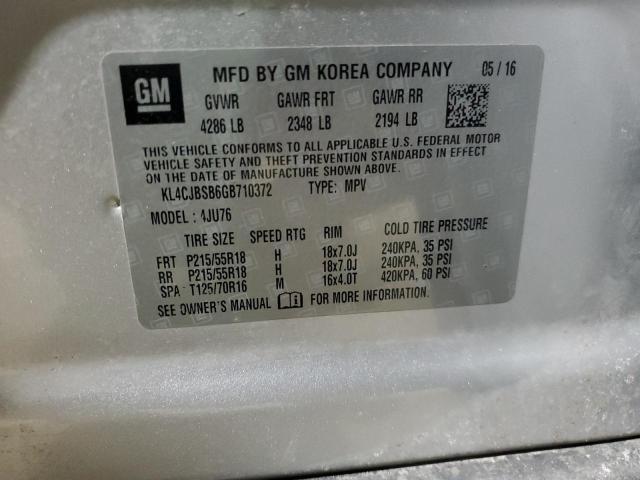 GM MFD BY GM KOREA COMPANY 05/16
GVWR GAWR FRT GAWR RR
4286 LB 2348 LB 2194 LB
THIS VEHICLE CONFORMS TO ALL APPLICABLE U.S. FEDERAL MOTOR
VEHICLE SAFETY AND THEFT PREVENTION STANDARDS IN EFFECT
ON THE DATE OF MANUFACTURE SHOWN ABOVE.
KL4CJBSB6GB710372 TYPE: MPV
MODEL: 4JU76
TIRE SIZE SPEED RTG RIM COLD TIRE PRESSURE
FRT P215/55R18 H 18x7.0J 240KPA, 35 PSI
RR P215/55R18 H 18x7.0J 240KPA, 35 PSI
SPA T125/70R16 M 16x4.0T 420KPA, 60 PSI
SEE OWNER'S MANUAL FOR MORE INFORMATION.